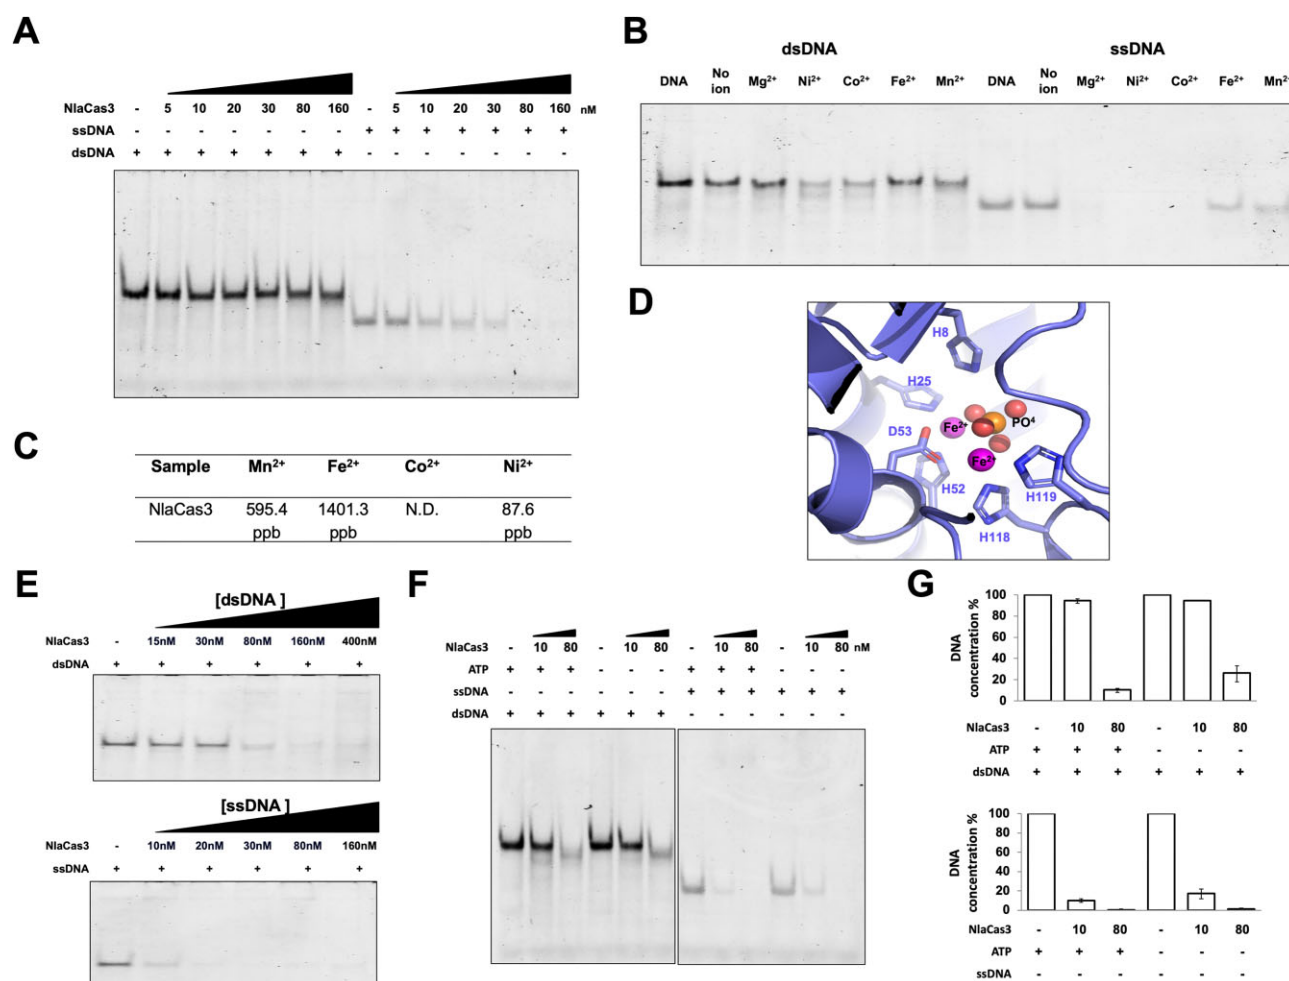 A
NlaCas3 - 5 10 20 30 80 160 - 5 10 20 30 80 160 nM
ssDNA - - - - - - - + + + + + + +
dsDNA + + + + + + + - - - - - - -
B
dsDNA ssDNA
DNA No ion Mg²⁺ Ni²⁺ Co²⁺ Fe²⁺ Mn²⁺ DNA No ion Mg²⁺ Ni²⁺ Co²⁺ Fe²⁺ Mn²⁺
C
Sample Mn²⁺ Fe²⁺ Co²⁺ Ni²⁺
NlaCas3 595.4 1401.3 N.D. 87.6
ppb ppb ppb
D
H8
H25
Fe²⁺ PO⁴
D53
Fe²⁺
H52 H119
H118
E
[dsDNA ]
NlaCas3 - 15nM 30nM 80nM 160nM 400nM
dsDNA + + + + + +
[ssDNA ]
NlaCas3 - 10nM 20nM 30nM 80nM 160nM
ssDNA + + + + + +
F
NlaCas3 - 10 80 - 10 80 - 10 80 - 10 80 nM
ATP + + + - - - + + + - - -
ssDNA - - - - - - + + + + + +
dsDNA + + + + + + - - - - - -
G
DNA
concentration %
100
80
60
40
20
0
NlaCas3 - 10 80 - 10 80
ATP + + + - - -
dsDNA + + + + + +
DNA
concentration %
100
80
60
40
20
0
NlaCas3 - 10 80 - 10 80
ATP + + + - - -
ssDNA - - - - - -